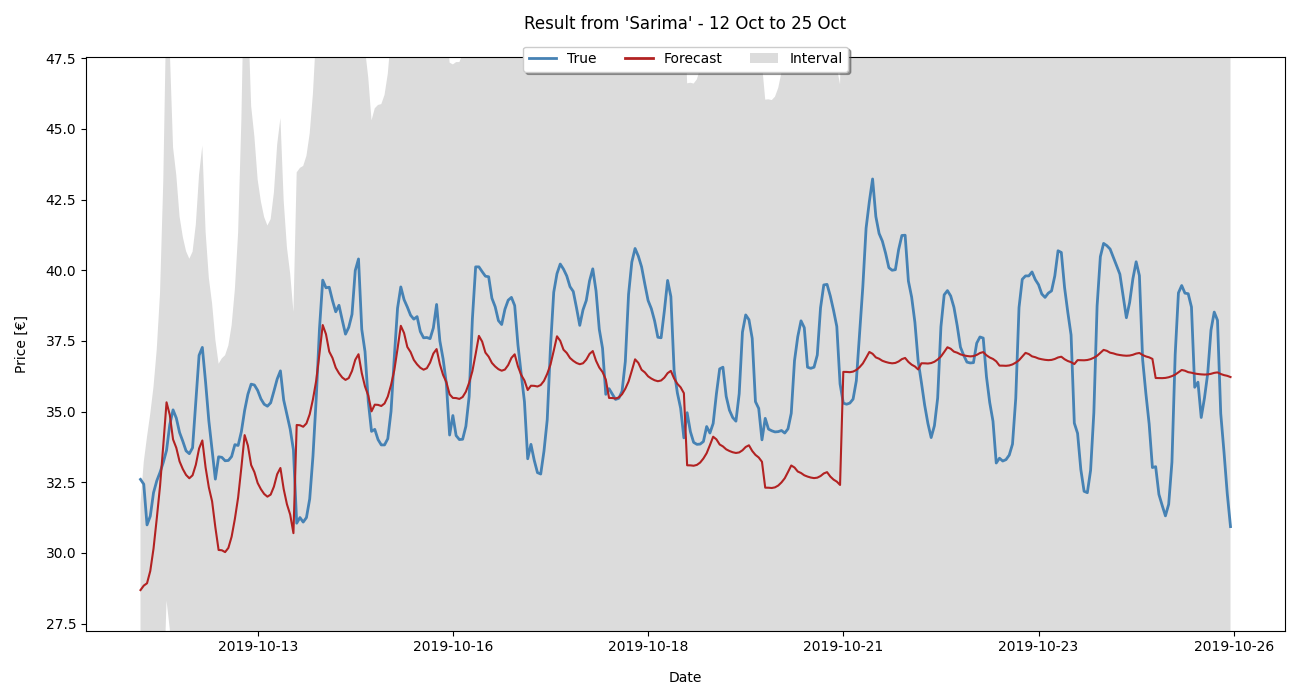 Result from 'Sarima' - 12 Oct to 25 Oct
True Forecast Interval
47.5
45.0
42.5
40.0
37.5
35.0
32.5
30.0
27.5
Price [€]
2019-10-13 2019-10-16 2019-10-18 2019-10-21 2019-10-23 2019-10-26
Date